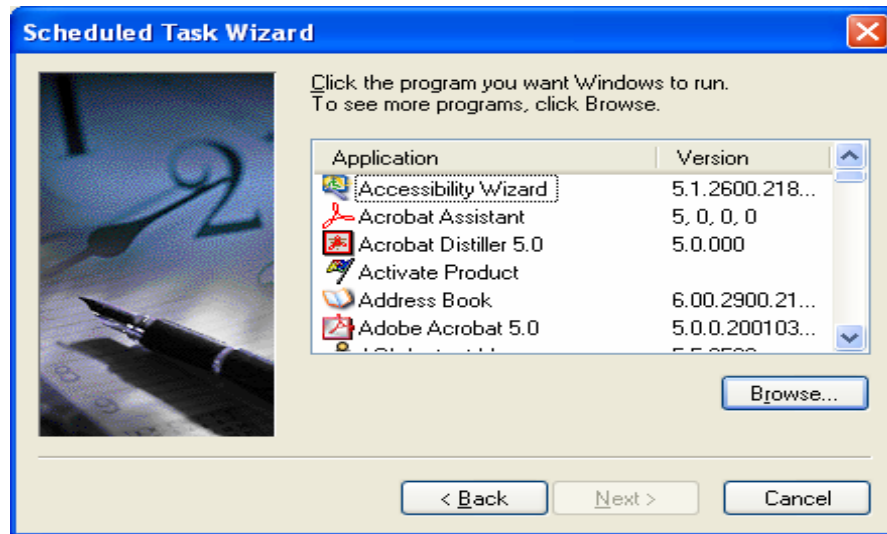 Scheduled Task Wizard
Click the program you want Windows to run.
To see more programs, click Browse.
Application Version
Accessibility Wizard 5.1.2600.218...
Acrobat Assistant 5, 0, 0, 0
Acrobat Distiller 5.0 5.0.000
Activate Product
Address Book 6.00.2900.21...
Adobe Acrobat 5.0 5.0.0.200103...
Browse...
< Back Next > Cancel